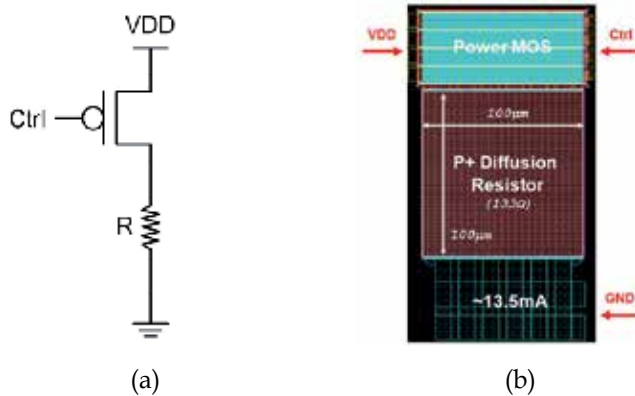 VDD
Ctrl
R
(a)
VDD
Power MOS
Ctrl
100μm
P+ Diffusion
Resistor
(133Ω)
100μm
~13.5mA
GND
(b)